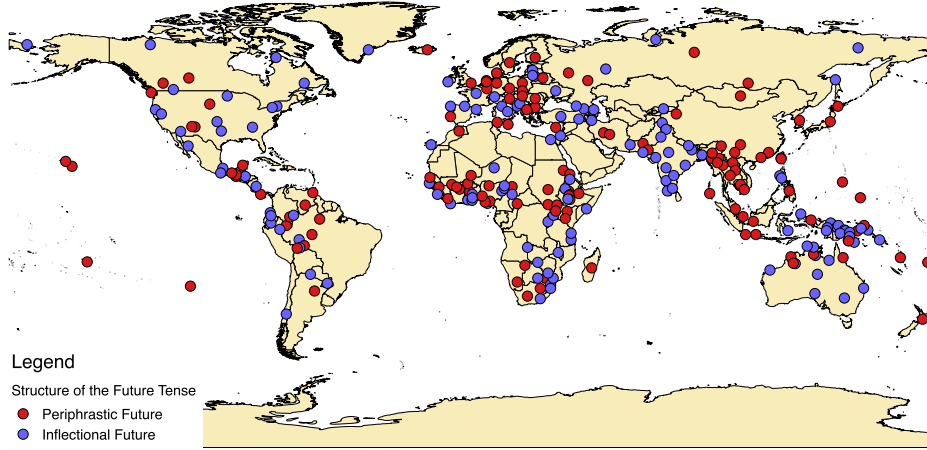 Legend
Structure of the Future Tense
Periphrastic Future
Inflectional Future